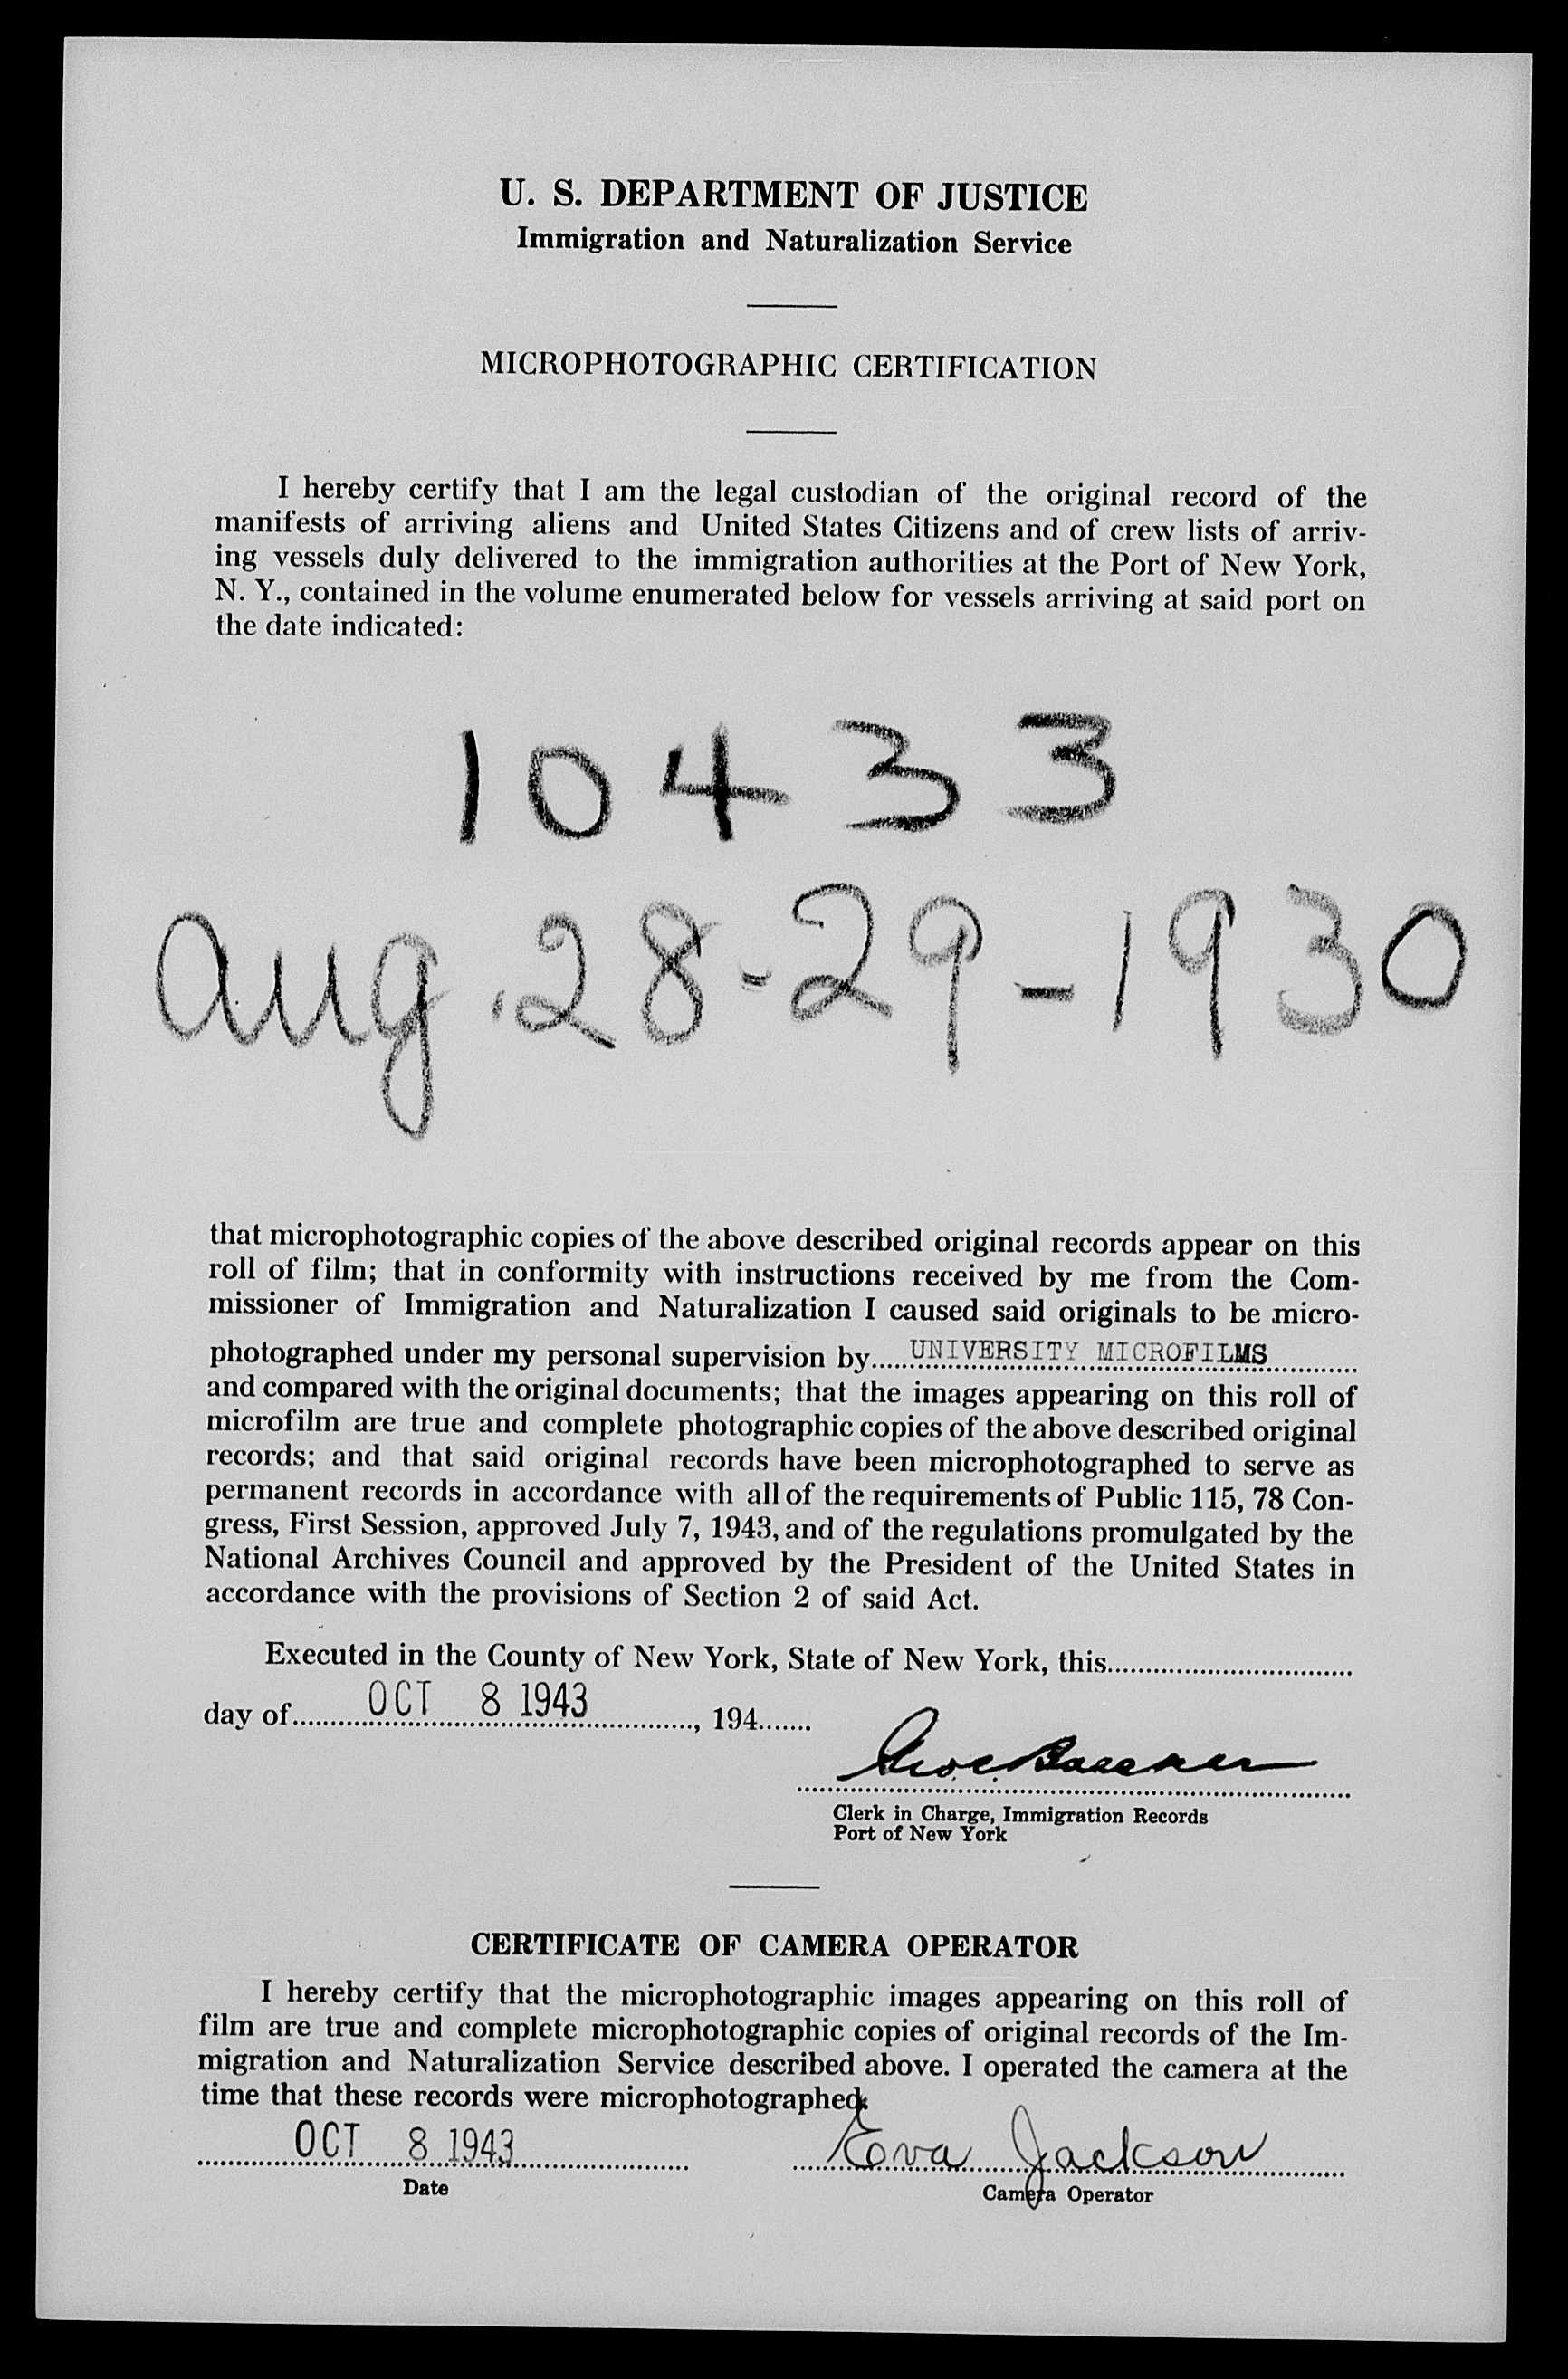 U. S. DEPARTMENT OF JUSTICE
Immigration and Naturalization Service
MICROPHOTOGRAPHIC CERTIFICATION
I hereby certify that I am the legal custodian of the original record of the
manifests of arriving aliens and United States Citizens and of crew lists of arriv-
ing vessels duly delivered to the immigration authorities at the Port of New York,
N. Y., contained in the volume enumerated below for vessels arriving at said port on
the date indicated:
10433
Aug. 28-29-1930
that microphotographic copies of the above described original records appear on this
roll of film; that in conformity with instructions received by me from the Com-
missioner of Immigration and Naturalization I caused said originals to be micro-
photographed under my personal supervision by UNIVERSITY MICROFILMS
and compared with the original documents; that the images appearing on this roll of
microfilm are true and complete photographic copies of the above described original
records; and that said original records have been microphotographed to serve as
permanent records in accordance with all of the requirements of Public 115, 78 Con-
gress, First Session, approved July 7, 1943, and of the regulations promulgated by the
National Archives Council and approved by the President of the United States in
accordance with the provisions of Section 2 of said Act.
Executed in the County of New York, State of New York, this
day of OCT 8 1943, 194
Clerk in Charge, Immigration Records
Port of New York
CERTIFICATE OF CAMERA OPERATOR
I hereby certify that the microphotographic images appearing on this roll of
film are true and complete microphotographic copies of original records of the Im-
migration and Naturalization Service described above. I operated the camera at the
time that these records were microphotographed.
OCT 8 1943 Eva Jackson
Date Camera Operator